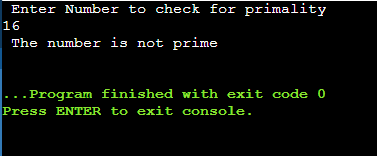 Enter Number to check for primality
16
The number is not prime
...Program finished with exit code 0
Press ENTER to exit console.